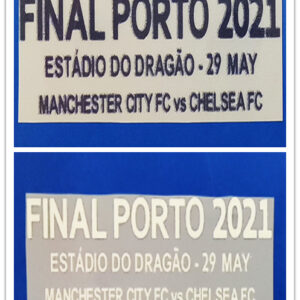 FINAL PORTO 2021
ESTÁDIO DO DRAGÃO - 29 MAY
MANCHESTER CITY FC vs CHELSEA FC
FINAL PORTO 2021
ESTÁDIO DO DRAGÃO - 29 MAY
MANCHESTER CITY FC vs CHELSEA FC